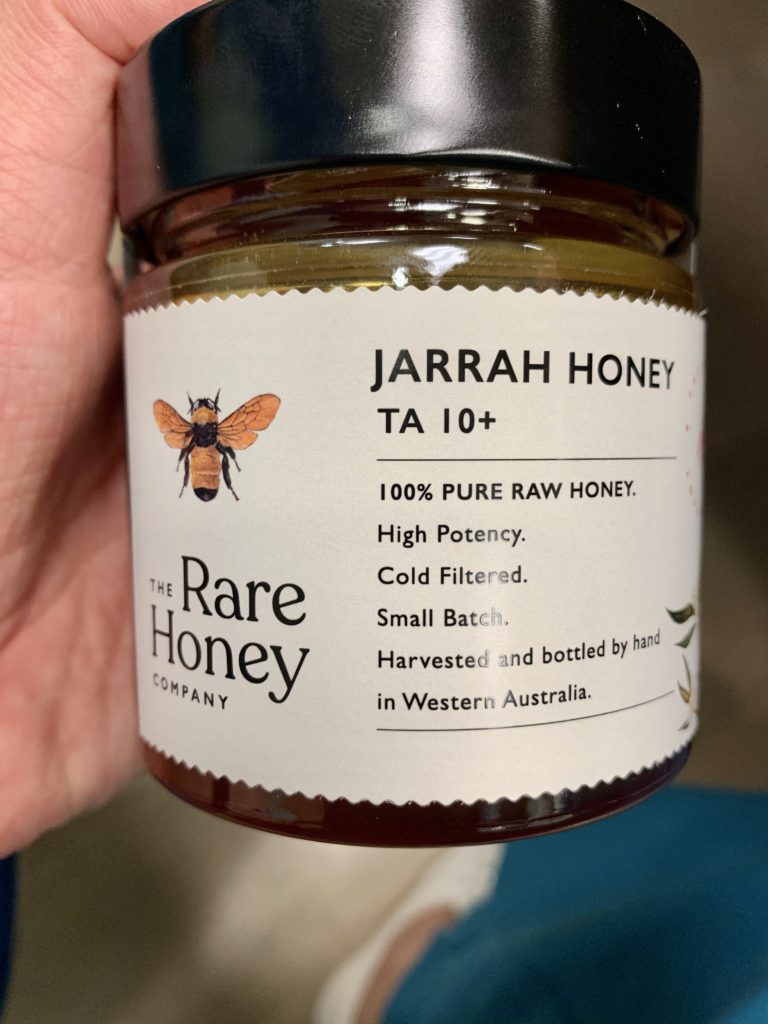 JARRAH HONEY
TA 10+
100% PURE RAW HONEY.
High Potency.
Cold Filtered.
Small Batch.
Harvested and bottled by hand
in Western Australia.
THE Rare
Honey
COMPANY